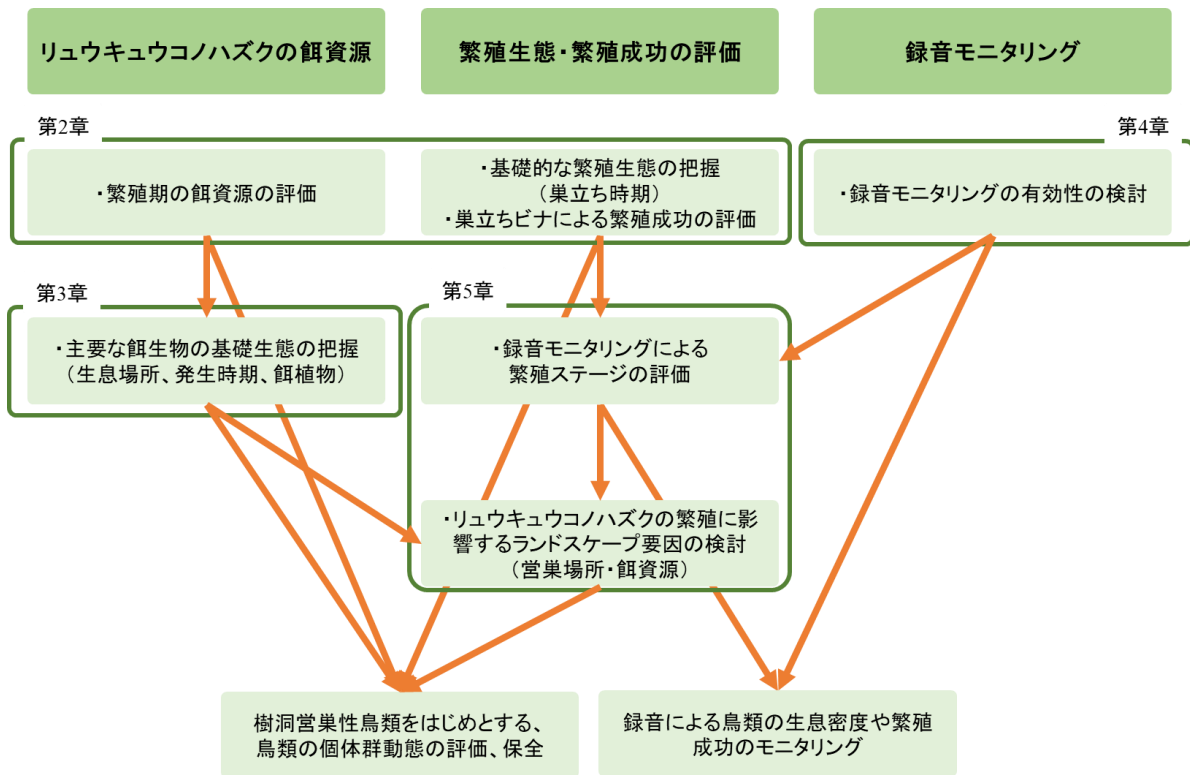 リュウキュウコノハズクの餌資源
繁殖生態・繁殖成功の評価
録音モニタリング
第2章
第4章
・繁殖期の餌資源の評価
・基礎的な繁殖生態の把握
（巣立ち時期）
・巣立ちビナによる繁殖成功の評価
・録音モニタリングの有効性の検討
第3章
第5章
・主要な餌生物の基礎生態の把握
（生息場所、発生時期、餌植物）
・録音モニタリングによる
繁殖ステージの評価
・リュウキュウコノハズクの繁殖に影
響するランドスケープ要因の検討
（営巣場所・餌資源）
樹洞営巣性鳥類をはじめとする、
鳥類の個体群動態の評価、保全
録音による鳥類の生息密度や繁殖
成功のモニタリング